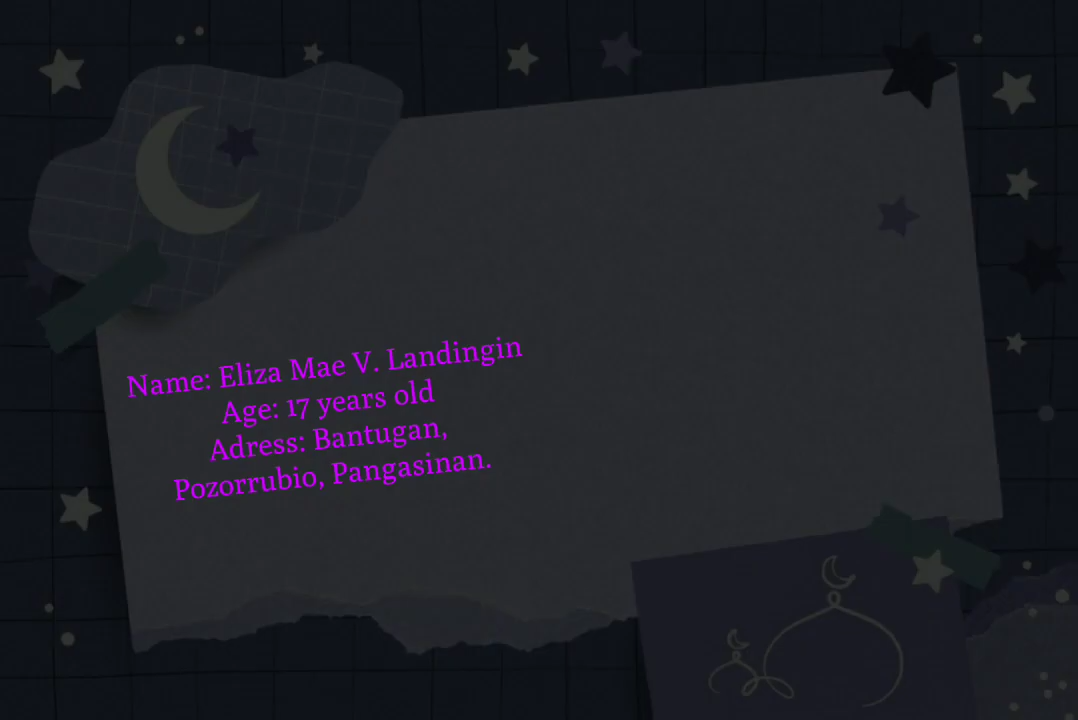 Name: Eliza Mae V. Landingin
Age: 17 years old
Adress: Bantugan,
Pozorrubio, Pangasinan.